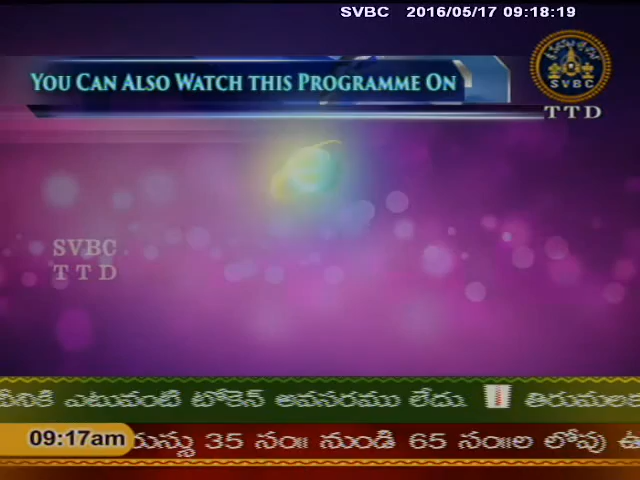 SVBC 2016/05/17 09:18:19
YOU CAN ALSO WATCH THIS PROGRAMME ON
SVBC
TTD
SVBC
TTD
ఎటువంటి టోకెన్ అవసరము లేదు
09:17am 35 సం॥ నుండి 65 సం॥ల లోపు